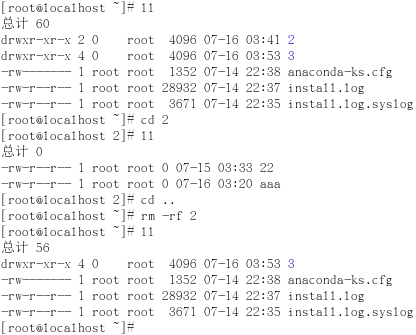 [root@localhost ~]# ll
总计 60
drwxr-xr-x 2 0    root  4096 07-16 03:41 2
drwxr-xr-x 4 0    root  4096 07-16 03:53 3
-rw------- 1 root root  1352 07-14 22:38 anaconda-ks.cfg
-rw-r--r-- 1 root root 28932 07-14 22:37 install.log
-rw-r--r-- 1 root root  3671 07-14 22:35 install.log.syslog
[root@localhost ~]# cd 2
[root@localhost 2]# ll
总计 0
-rw-r--r-- 1 root root 0 07-15 03:33 22
-rw-r--r-- 1 root root 0 07-16 03:20 aaa
[root@localhost 2]# cd ..
[root@localhost ~]# rm -rf 2
[root@localhost ~]# ll
总计 56
drwxr-xr-x 4 0    root  4096 07-16 03:53 3
-rw------- 1 root root  1352 07-14 22:38 anaconda-ks.cfg
-rw-r--r-- 1 root root 28932 07-14 22:37 install.log
-rw-r--r-- 1 root root  3671 07-14 22:35 install.log.syslog
[root@localhost ~]#